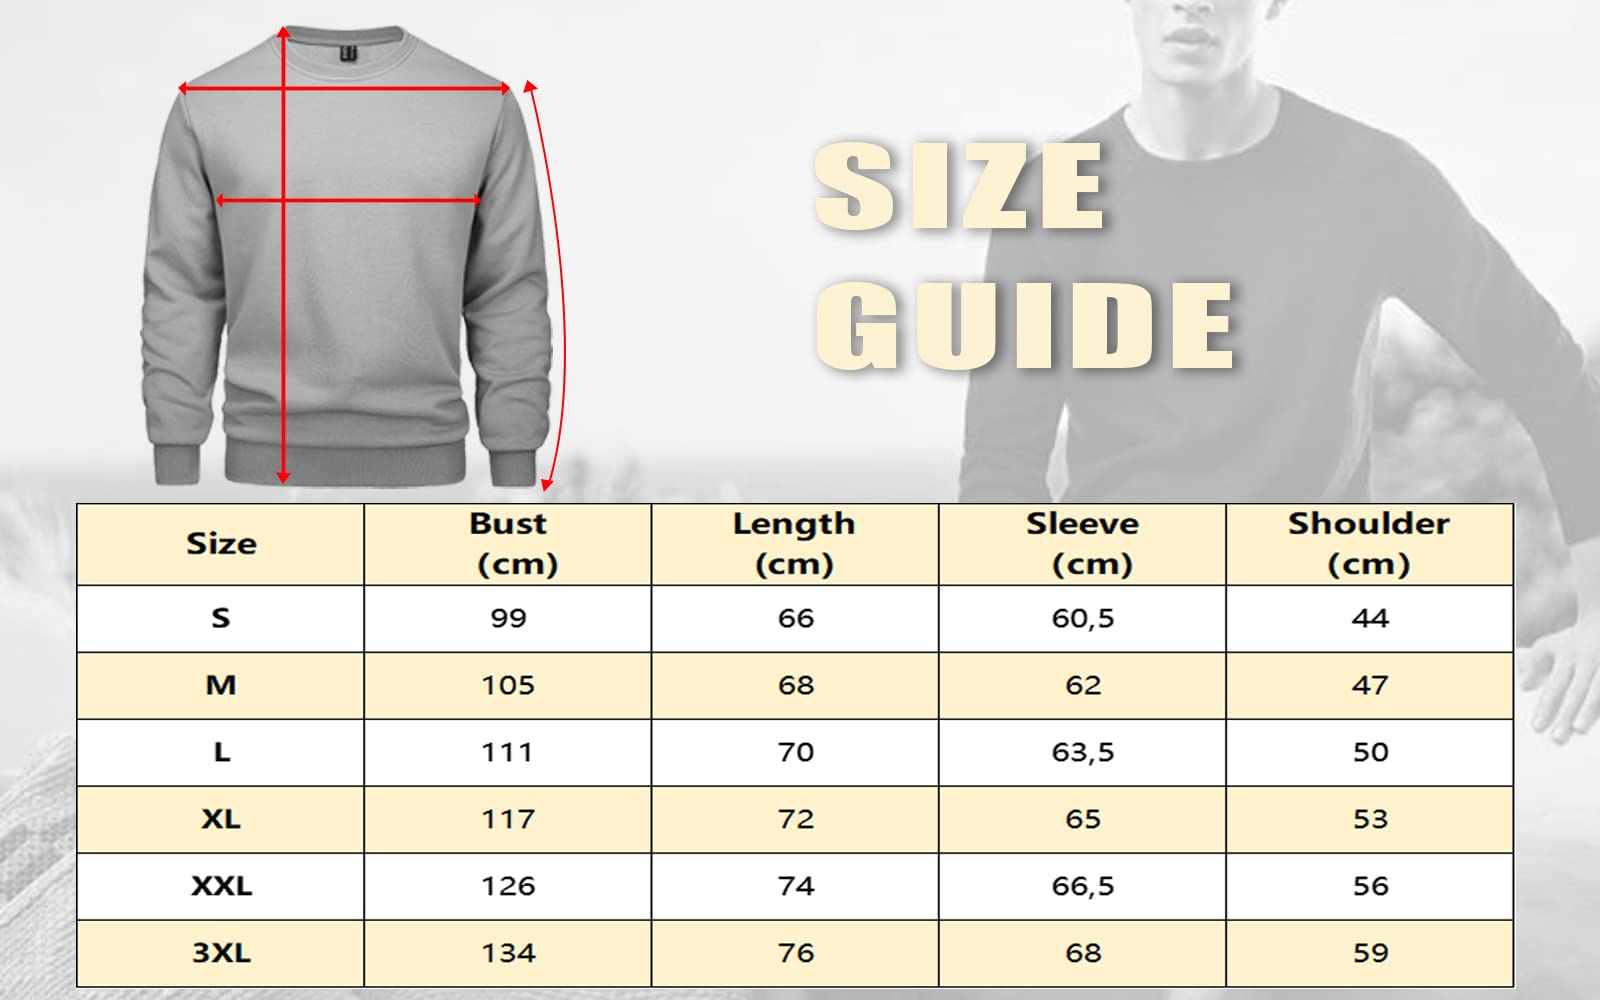 SIZE
GUIDE
Size Bust (cm) Length (cm) Sleeve (cm) Shoulder (cm)
S 99 66 60,5 44
M 105 68 62 47
L 111 70 63,5 50
XL 117 72 65 53
XXL 126 74 66,5 56
3XL 134 76 68 59